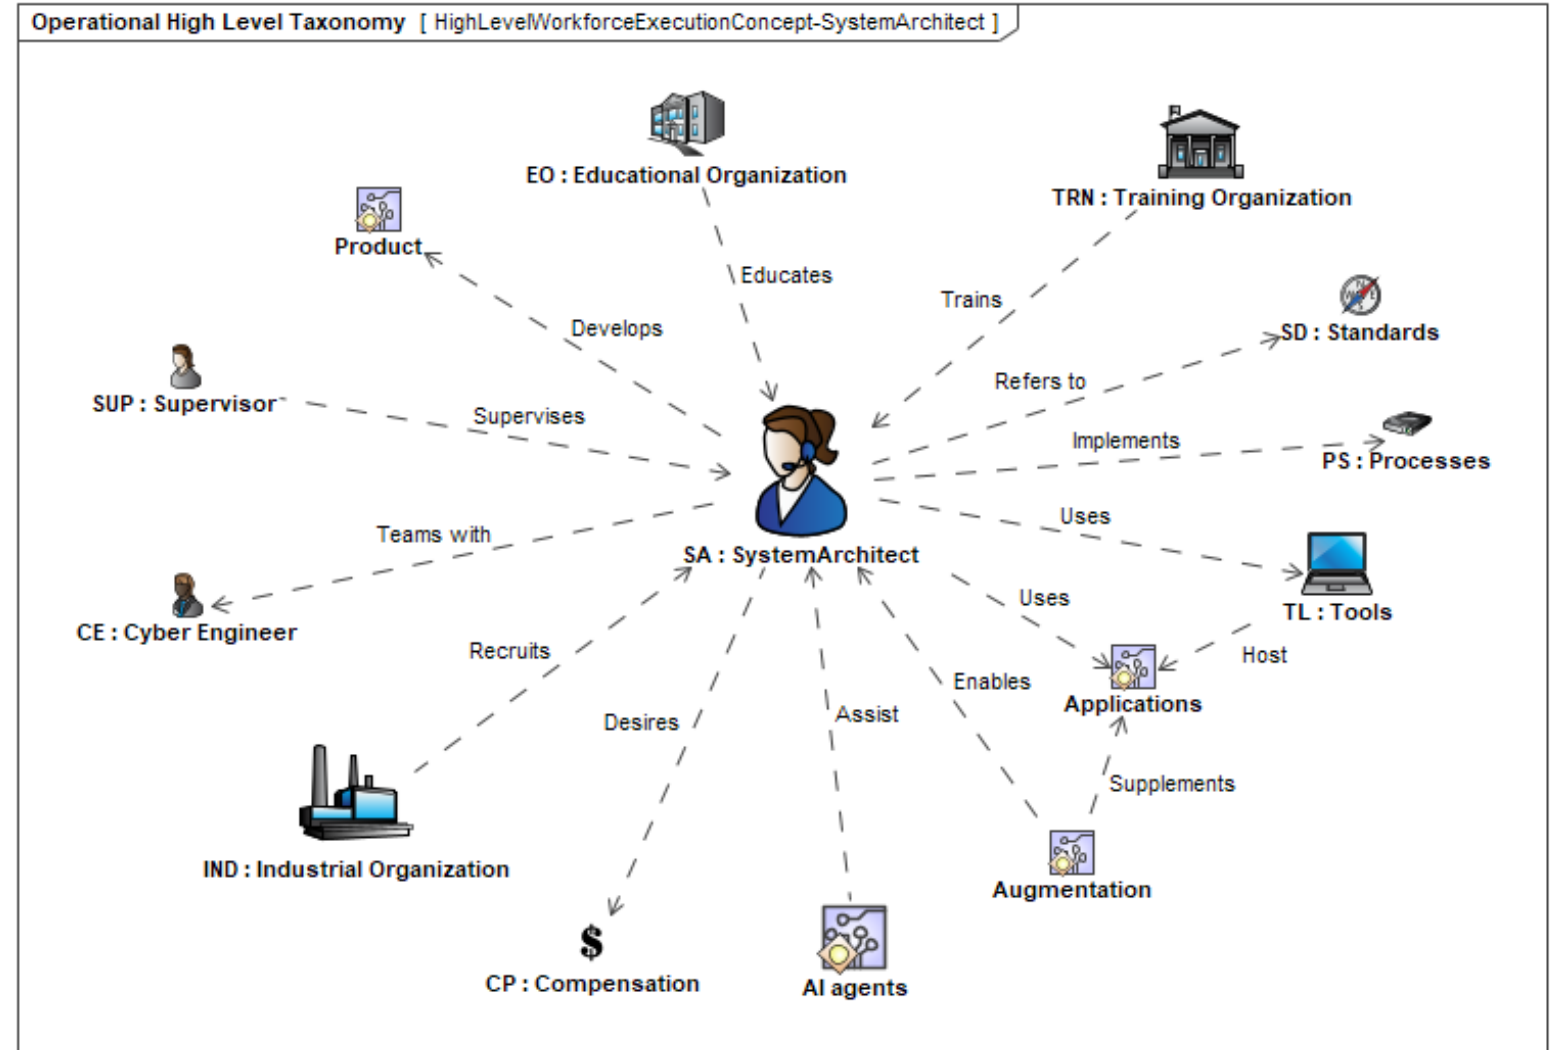 Operational High Level Taxonomy [ HighLevelWorkforceExecutionConcept-SystemArchitect ]
EO : Educational Organization
TRN : Training Organization
Product
Educates
Trains
Develops
SD : Standards
Refers to
SUP : Supervisor
Supervises
Implements
PS : Processes
Teams with
Uses
SA : SystemArchitect
CE : Cyber Engineer
Uses
TL : Tools
Recruits
Host
Enables
Applications
Desires
Assist
Supplements
IND : Industrial Organization
Augmentation
$
CP : Compensation
AI agents